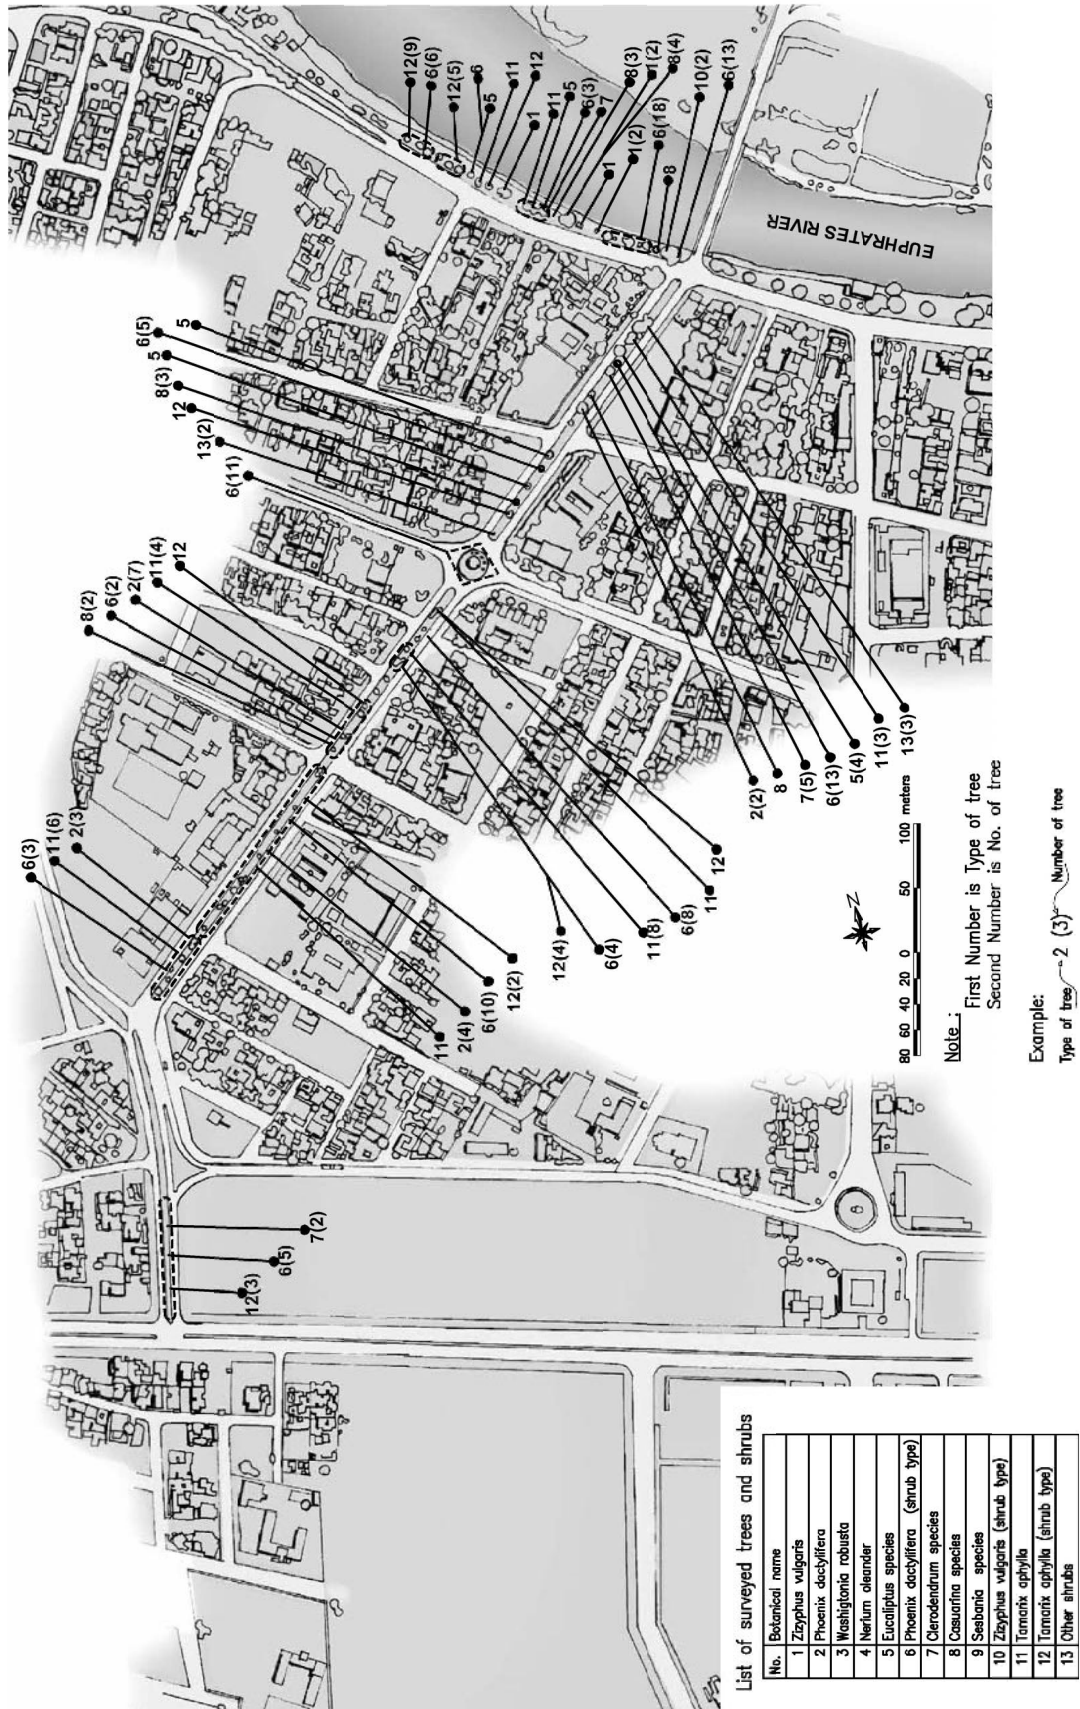 12(9)
6(6)
12(5)
6
5
11
12
1
11
5
6(3)
7
8(3)
1(2)
8(4)
1
1(2)
6(18)
8
10(2)
6(13)
EUPHRATES RIVER
5
6(5)
5
8(3)
12
13(2)
6(11)
12
11(4)
2(7)
6(2)
8(2)
2(3)
11(6)
6(3)
2(2)
8
7(5)
6(13)
5(4)
11(3)
13(3)
12
11
6(8)
11(8)
6(4)
12(4)
12(2)
6(10)
2(4)
11
7(2)
6(5)
12(3)
80 60 40 20 0 50 100 meters
Note :
First Number is Type of tree
Second Number is No. of tree
Example:
Type of tree 2 (3) Number of tree
List of surveyed trees and shrubs
No. Botanical name
1 Zizyphus vulgaris
2 Phoenix dactylifera
3 Washigtonia robusta
4 Nerium oleander
5 Eucaliptus species
6 Phoenix dactylifera (shrub type)
7 Clerodendrum species
8 Casuarina species
9 Sesbania species
10 Zizyphus vulgaris (shrub type)
11 Tamarix aphylla
12 Tamarix aphylla (shrub type)
13 Other shrubs